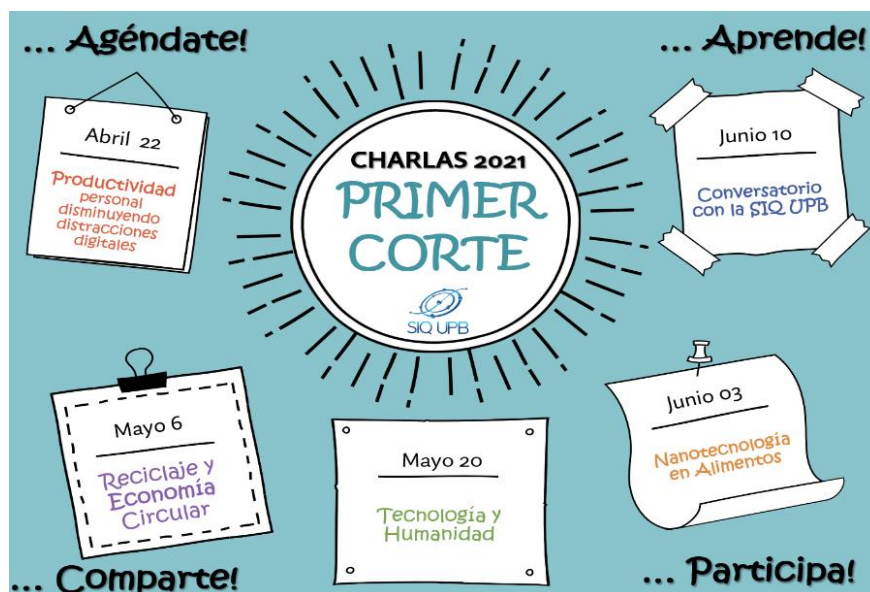 ... Agéndate!
... Aprende!
Abril 22
Productividad
personal
disminuyendo
distracciones
digitales
CHARLAS 2021
PRIMER
CORTE
SIQ UPB
Junio 10
Conversatorio
con la SIQ UPB
Mayo 6
Reciclaje y
Economía
Circular
Mayo 20
Tecnología y
Humanidad
Junio 03
Nanotecnología
en Alimentos
... Comparte!
... Participa!